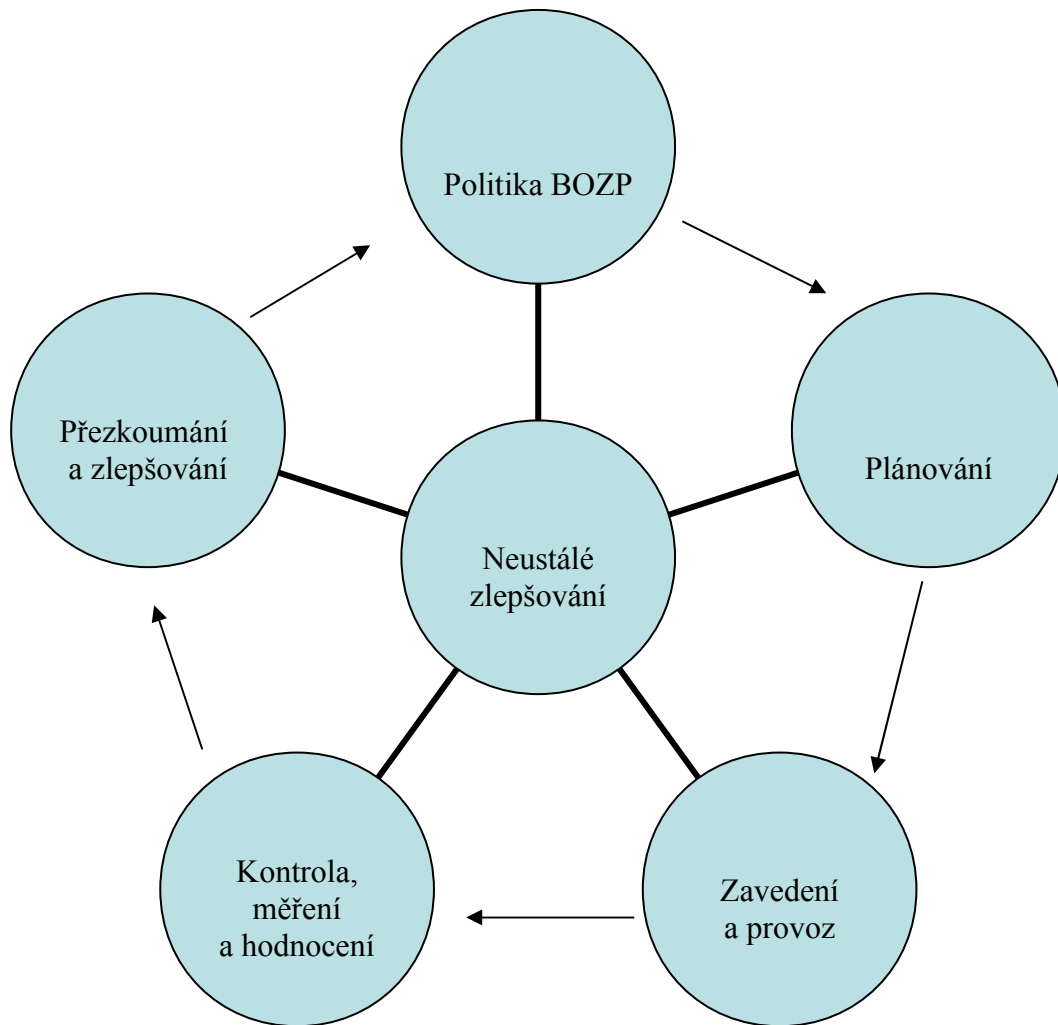 Politika BOZP
Plánování
Zavedení
a provoz
Kontrola,
měření
a hodnocení
Přezkoumání
a zlepšování
Neustálé
zlepšování